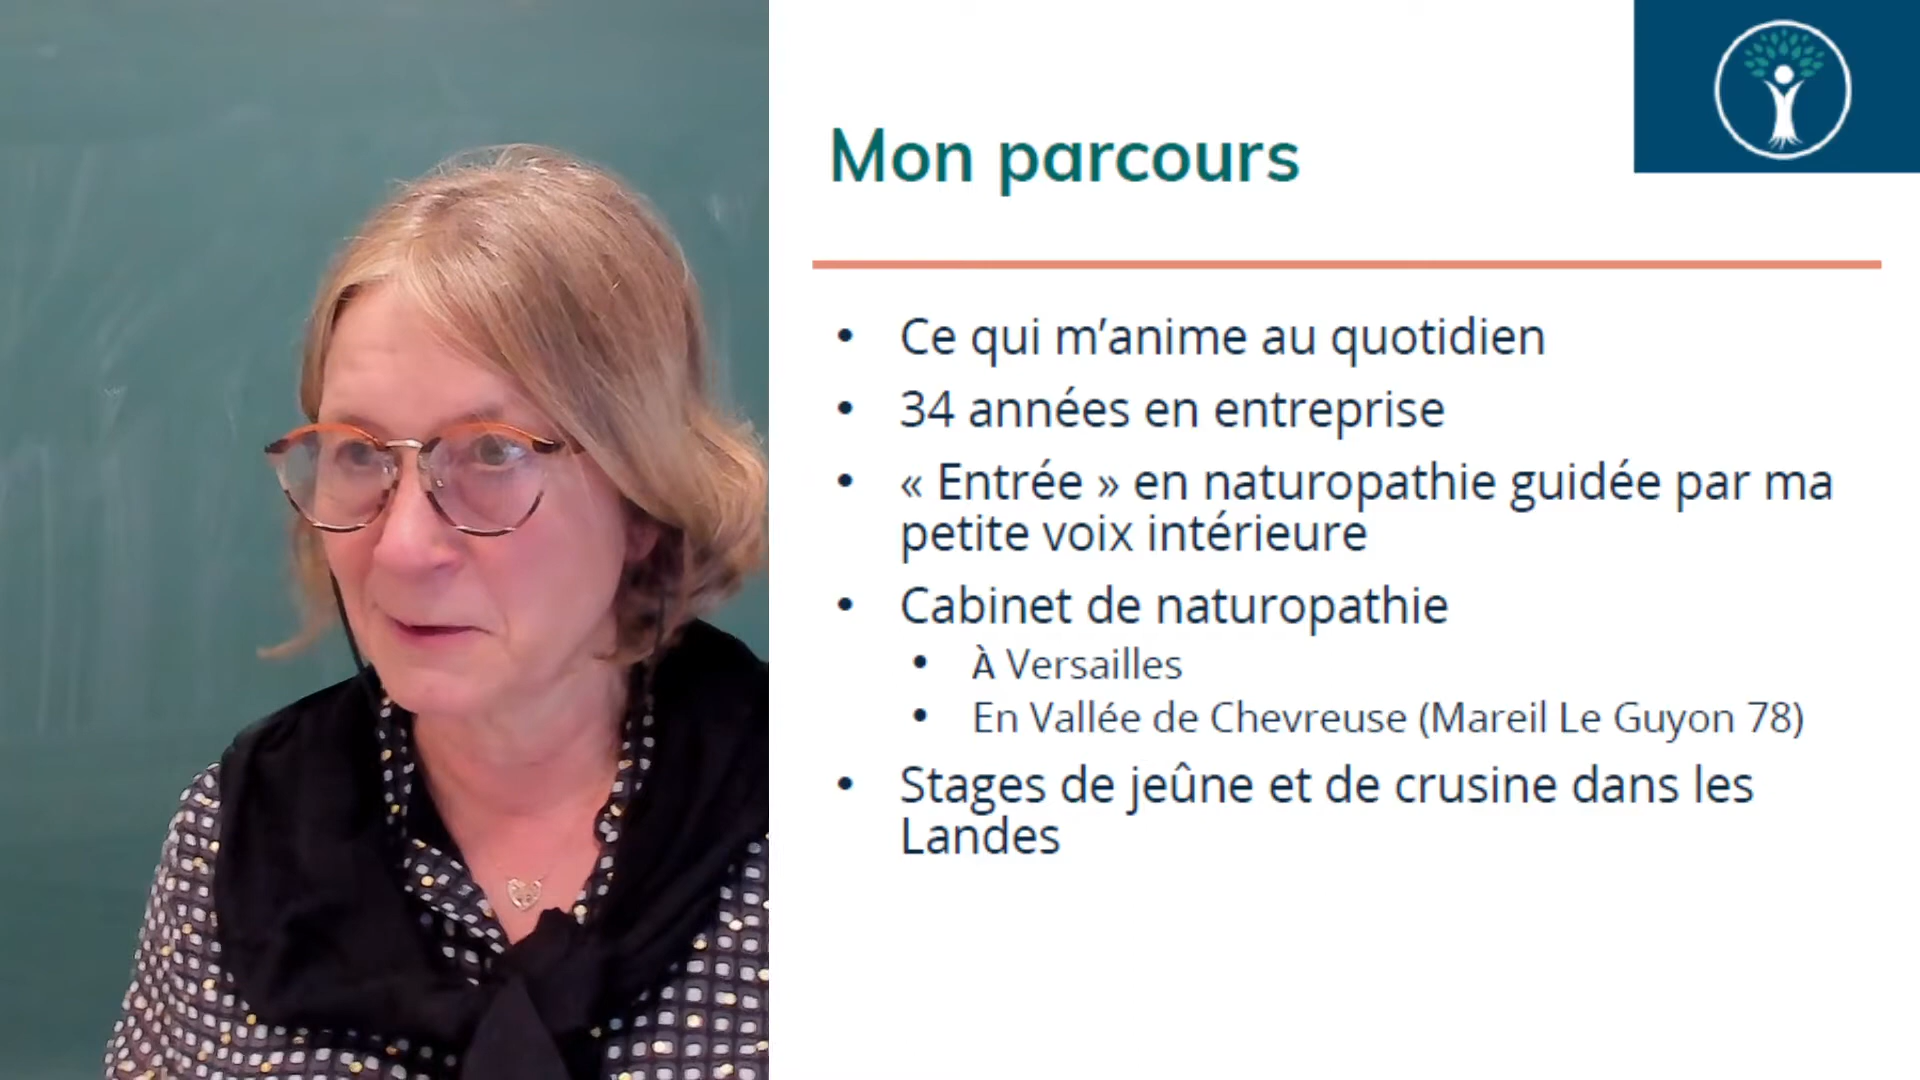 Mon parcours
• Ce qui m’anime au quotidien
• 34 années en entreprise
• « Entrée » en naturopathie guidée par ma
petite voix intérieure
• Cabinet de naturopathie
• À Versailles
• En Vallée de Chevreuse (Mareil Le Guyon 78)
• Stages de jeûne et de crusine dans les
Landes